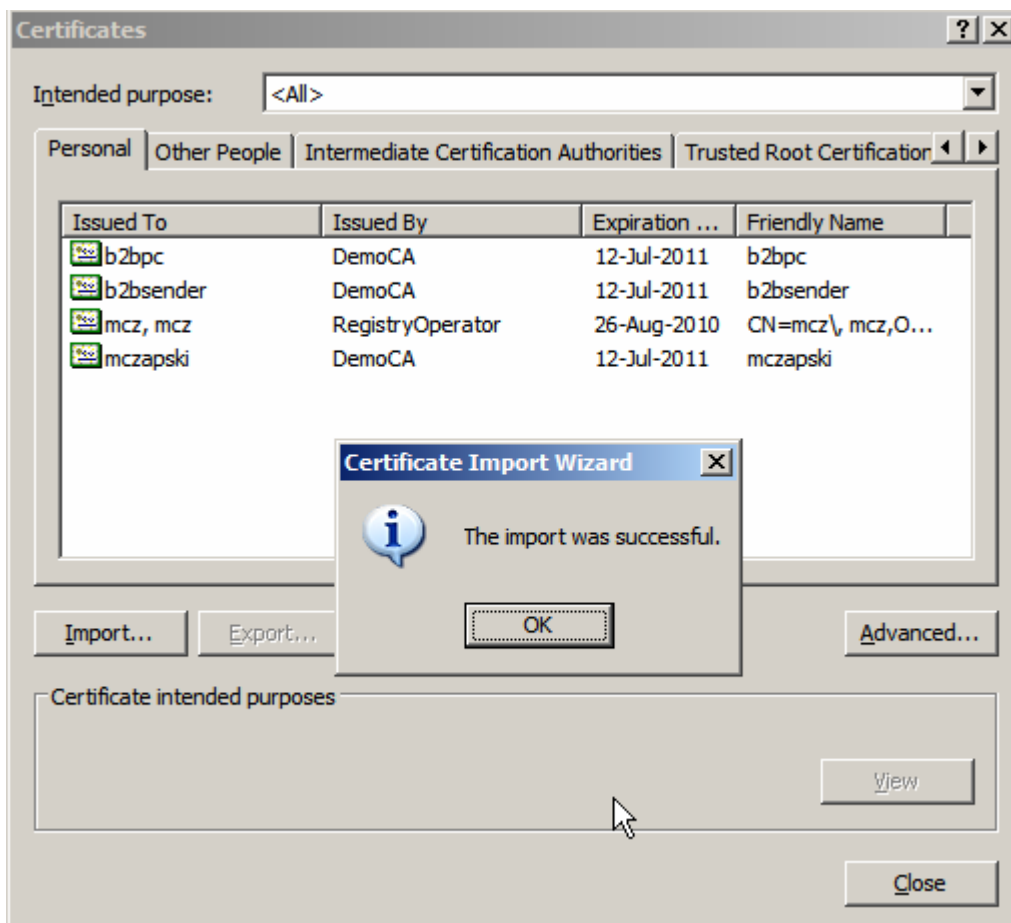 Certificates
Intended purpose: <All>
Personal Other People Intermediate Certification Authorities Trusted Root Certification
Issued To Issued By Expiration ... Friendly Name
b2bpc DemoCA 12-Jul-2011 b2bpc
b2bsender DemoCA 12-Jul-2011 b2bsender
mcz, mcz RegistryOperator 26-Aug-2010 CN=mcz\, mcz,O...
mczapski DemoCA 12-Jul-2011 mczapski
Certificate Import Wizard
The import was successful.
OK
Import... Export... Advanced...
Certificate intended purposes
View
Close